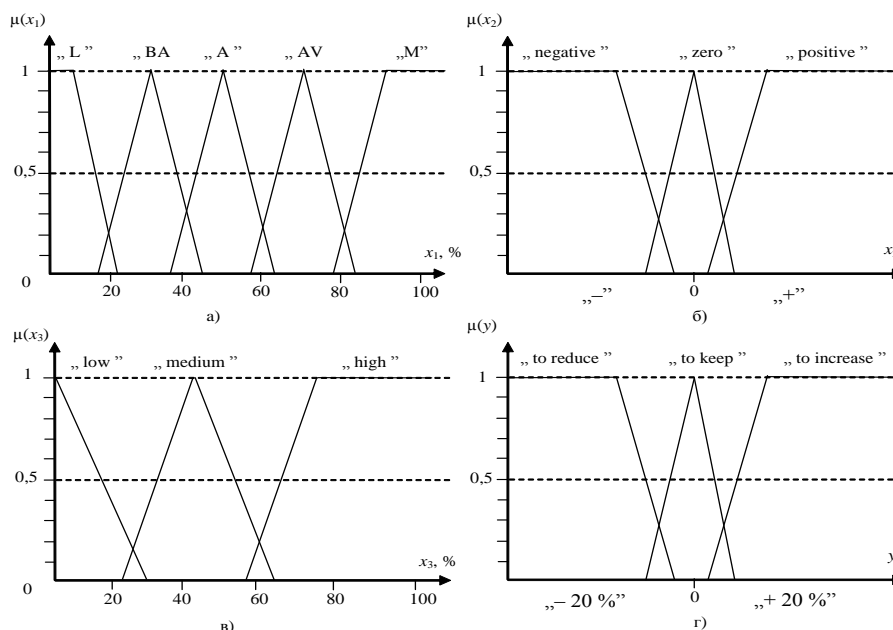 μ(x₁)
„ L ” „ BA „ A ” „ AV „M”
1
0,5
0
20 40 60 80 100
x₁, %
а)
μ(x₂)
„ negative ” „ zero ” „ positive ”
1
0,5
„–” 0 „+”
x
б)
μ(x₃)
„ low ” „ medium ” „ high ”
1
0,5
0
20 40 60 80 100
x₃, %
в)
μ(y)
„ to reduce ” „ to keep ” „ to increase ”
1
0,5
„– 20 %” 0 „+ 20 %”
y
г)